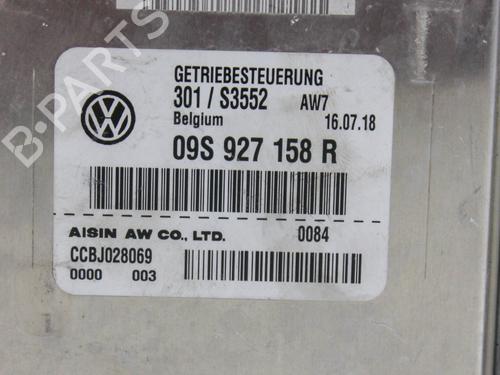 GETRIEBESTEUERUNG
301 / S3552 AW7
Belgium 16.07.18
09S 927 158 R
AISIN AW CO., LTD. 0084
CCBJ028069
0000 003